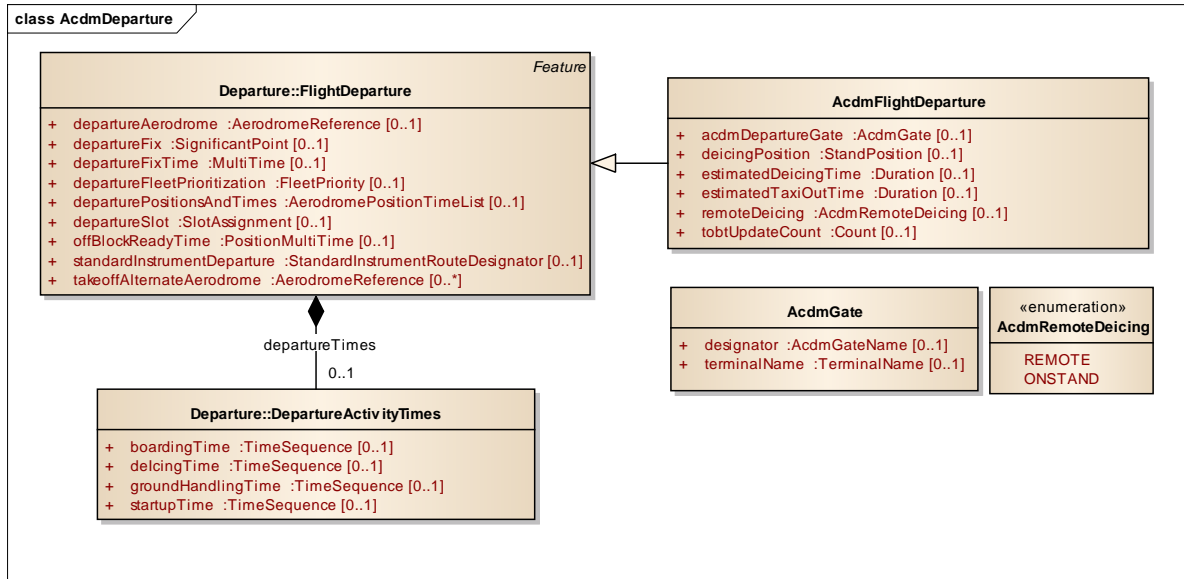 class AcdmDeparture
Feature
Departure::FlightDeparture
+ departureAerodrome :AerodromeReference [0..1]
+ departureFix :SignificantPoint [0..1]
+ departureFixTime :MultiTime [0..1]
+ departureFleetPrioritization :FleetPriority [0..1]
+ departurePositionsAndTimes :AerodromePositionTimeList [0..1]
+ departureSlot :SlotAssignment [0..1]
+ offBlockReadyTime :PositionMultiTime [0..1]
+ standardInstrumentDeparture :StandardInstrumentRouteDesignator [0..1]
+ takeoffAlternateAerodrome :AerodromeReference [0..*]
AcdmFlightDeparture
+ acdmDepartureGate :AcdmGate [0..1]
+ deicingPosition :StandPosition [0..1]
+ estimatedDeicingTime :Duration [0..1]
+ estimatedTaxiOutTime :Duration [0..1]
+ remoteDeicing :AcdmRemoteDeicing [0..1]
+ tobtUpdateCount :Count [0..1]
AcdmGate
+ designator :AcdmGateName [0..1]
+ terminalName :TerminalName [0..1]
«enumeration»
AcdmRemoteDeicing
REMOTE
ONSTAND
departureTimes
0..1
Departure::DepartureActivityTimes
+ boardingTime :TimeSequence [0..1]
+ deIcingTime :TimeSequence [0..1]
+ groundHandlingTime :TimeSequence [0..1]
+ startupTime :TimeSequence [0..1]